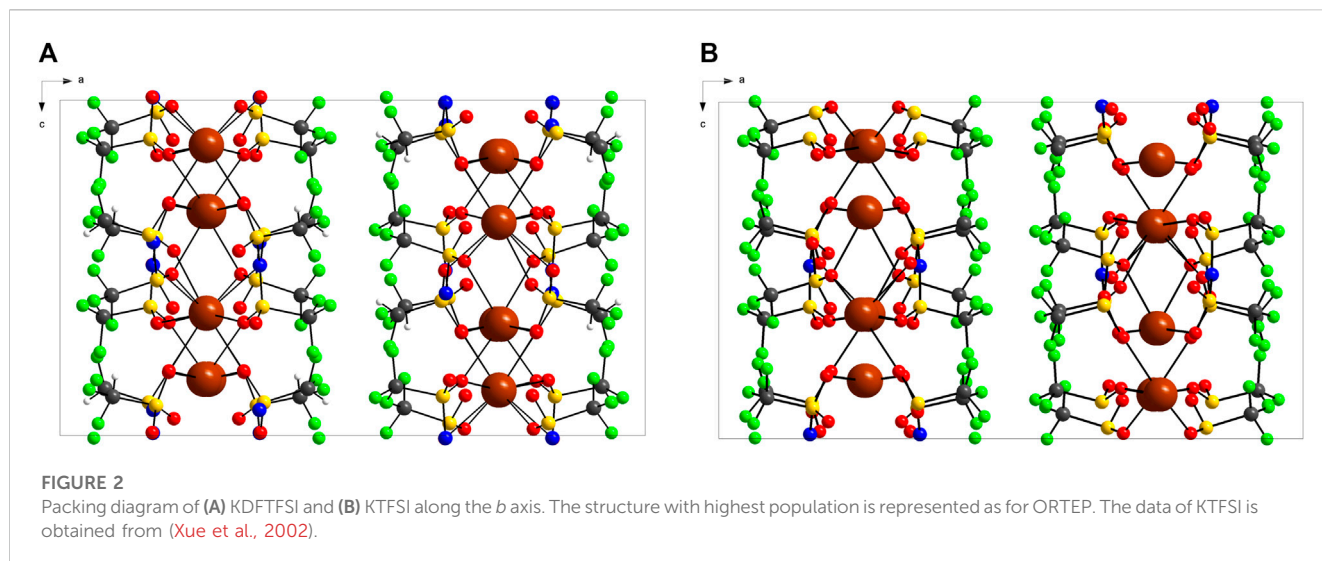 A
B
a
c
a
c
FIGURE 2
Packing diagram of (A) KDFTFSI and (B) KTFSI along the b axis. The structure with highest population is represented as for ORTEP. The data of KTFSI is
obtained from (Xue et al., 2002).